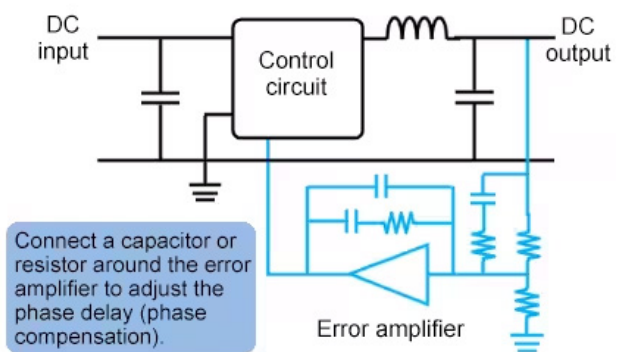 DC
input
DC
output
Control
circuit
Connect a capacitor or
resistor around the error
amplifier to adjust the
phase delay (phase
compensation).
Error amplifier